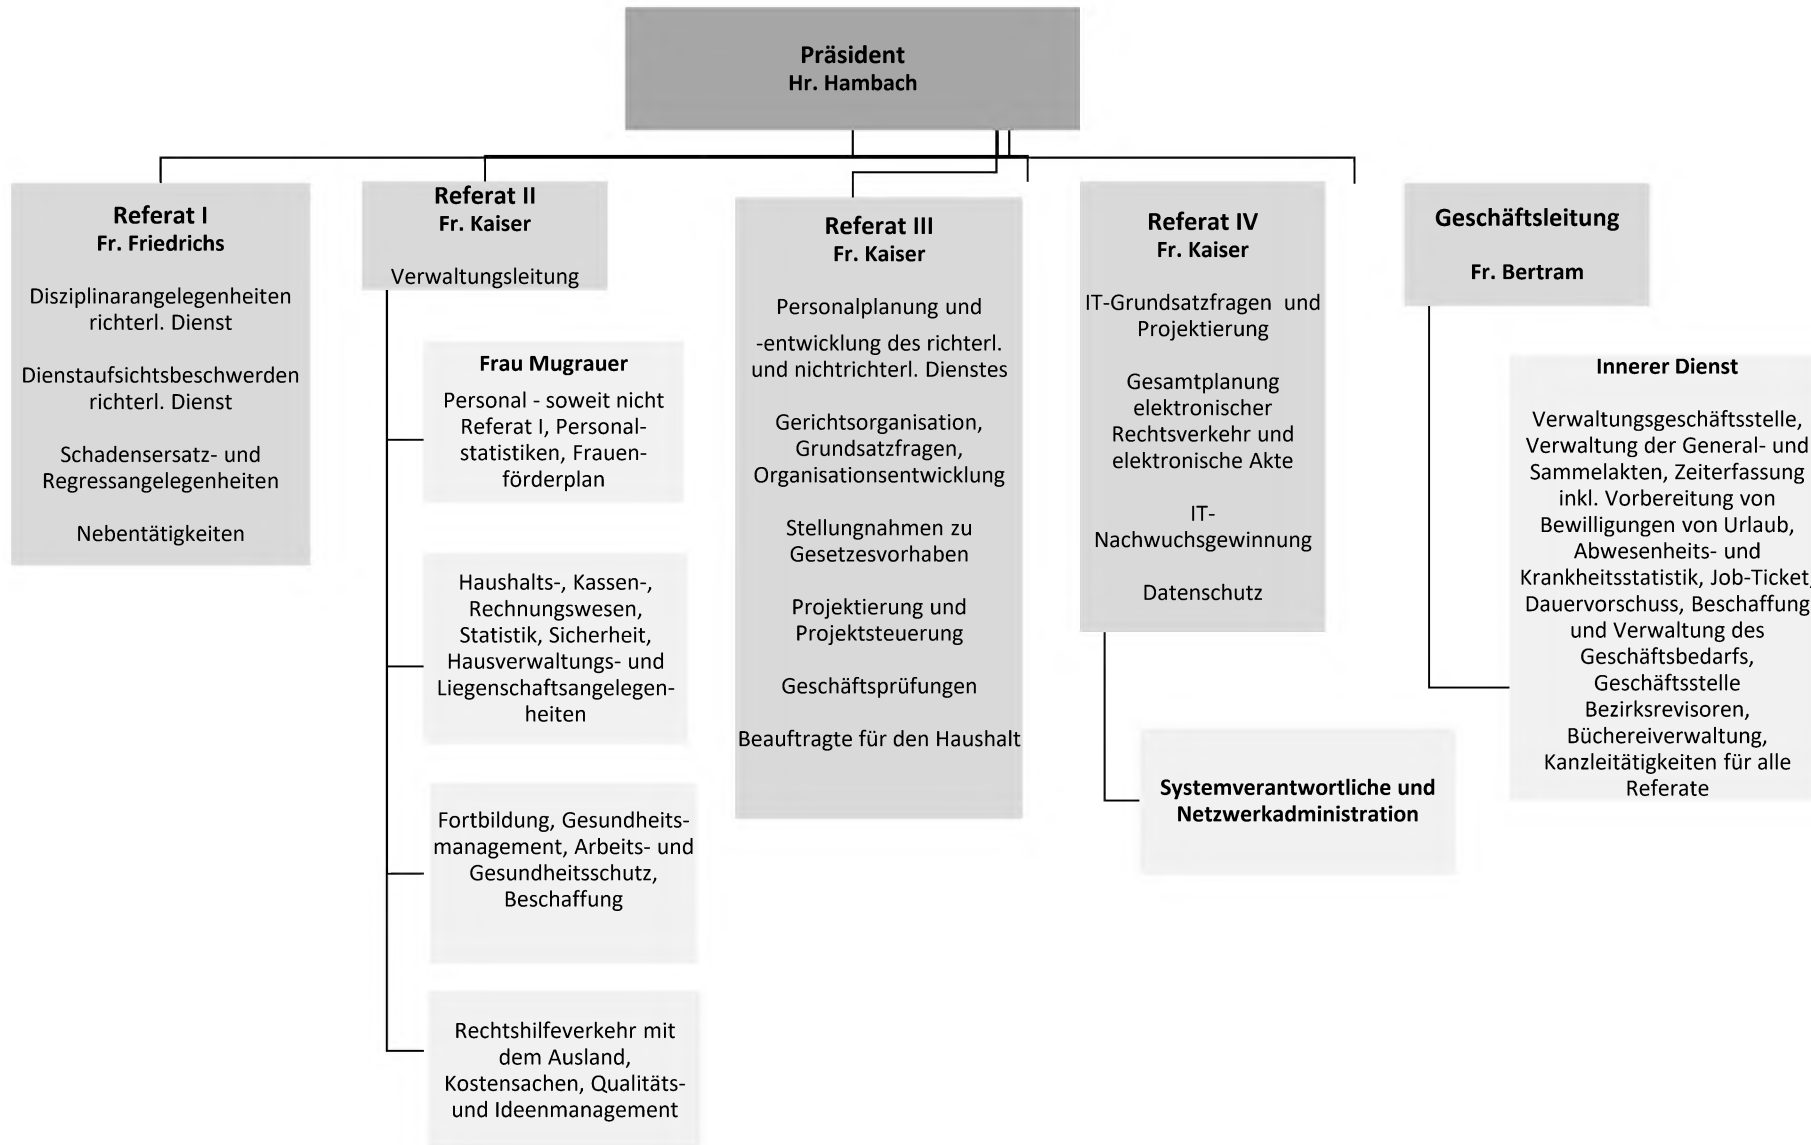 Präsident
Hr. Hambach
Referat I
Fr. Friedrichs
Disziplinarangelegenheiten
richterl. Dienst
Dienstaufsichtsbeschwerden
richterl. Dienst
Schadensersatz- und
Regressangelegenheiten
Nebentätigkeiten
Referat II
Fr. Kaiser
Verwaltungsleitung
Frau Mugrauer
Personal - soweit nicht
Referat I, Personal-
statistiken, Frauen-
förderplan
Haushalts-, Kassen-,
Rechnungswesen,
Statistik, Sicherheit,
Hausverwaltungs- und
Liegenschaftsangelegen-
heiten
Fortbildung, Gesundheits-
management, Arbeits- und
Gesundheitsschutz,
Beschaffung
Rechtshilfeverkehr mit
dem Ausland,
Kostensachen, Qualitäts-
und Ideenmanagement
Referat III
Fr. Kaiser
Personalplanung und
-entwicklung des richterl.
und nichtrichterl. Dienstes
Gerichtsorganisation,
Grundsatzfragen,
Organisationsentwicklung
Stellungnahmen zu
Gesetzesvorhaben
Projektierung und
Projektsteuerung
Geschäftsprüfungen
Beauftragte für den Haushalt
Referat IV
Fr. Kaiser
IT-Grundsatzfragen und
Projektierung
Gesamtplanung
elektronischer
Rechtsverkehr und
elektronische Akte
IT-
Nachwuchsgewinnung
Datenschutz
Systemverantwortliche und
Netzwerkadministration
Geschäftsleitung
Fr. Bertram
Innerer Dienst
Verwaltungsgeschäftsstelle,
Verwaltung der General- und
Sammelakten, Zeiterfassung
inkl. Vorbereitung von
Bewilligungen von Urlaub,
Abwesenheits- und
Krankheitsstatistik, Job-Ticket,
Dauervorschuss, Beschaffung
und Verwaltung des
Geschäftsbedarfs,
Geschäftsstelle
Bezirksrevisoren,
Büchereiverwaltung,
Kanzleitätigkeiten für alle
Referate